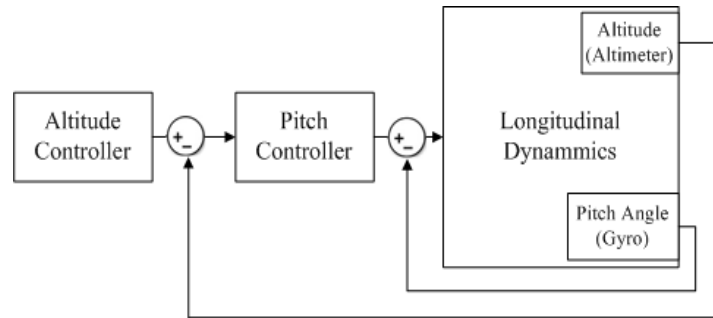 Altitude
(Altimeter)
Altitude
Controller
+
-
Pitch
Controller
+
-
Longitudinal
Dynammics
Pitch Angle
(Gyro)